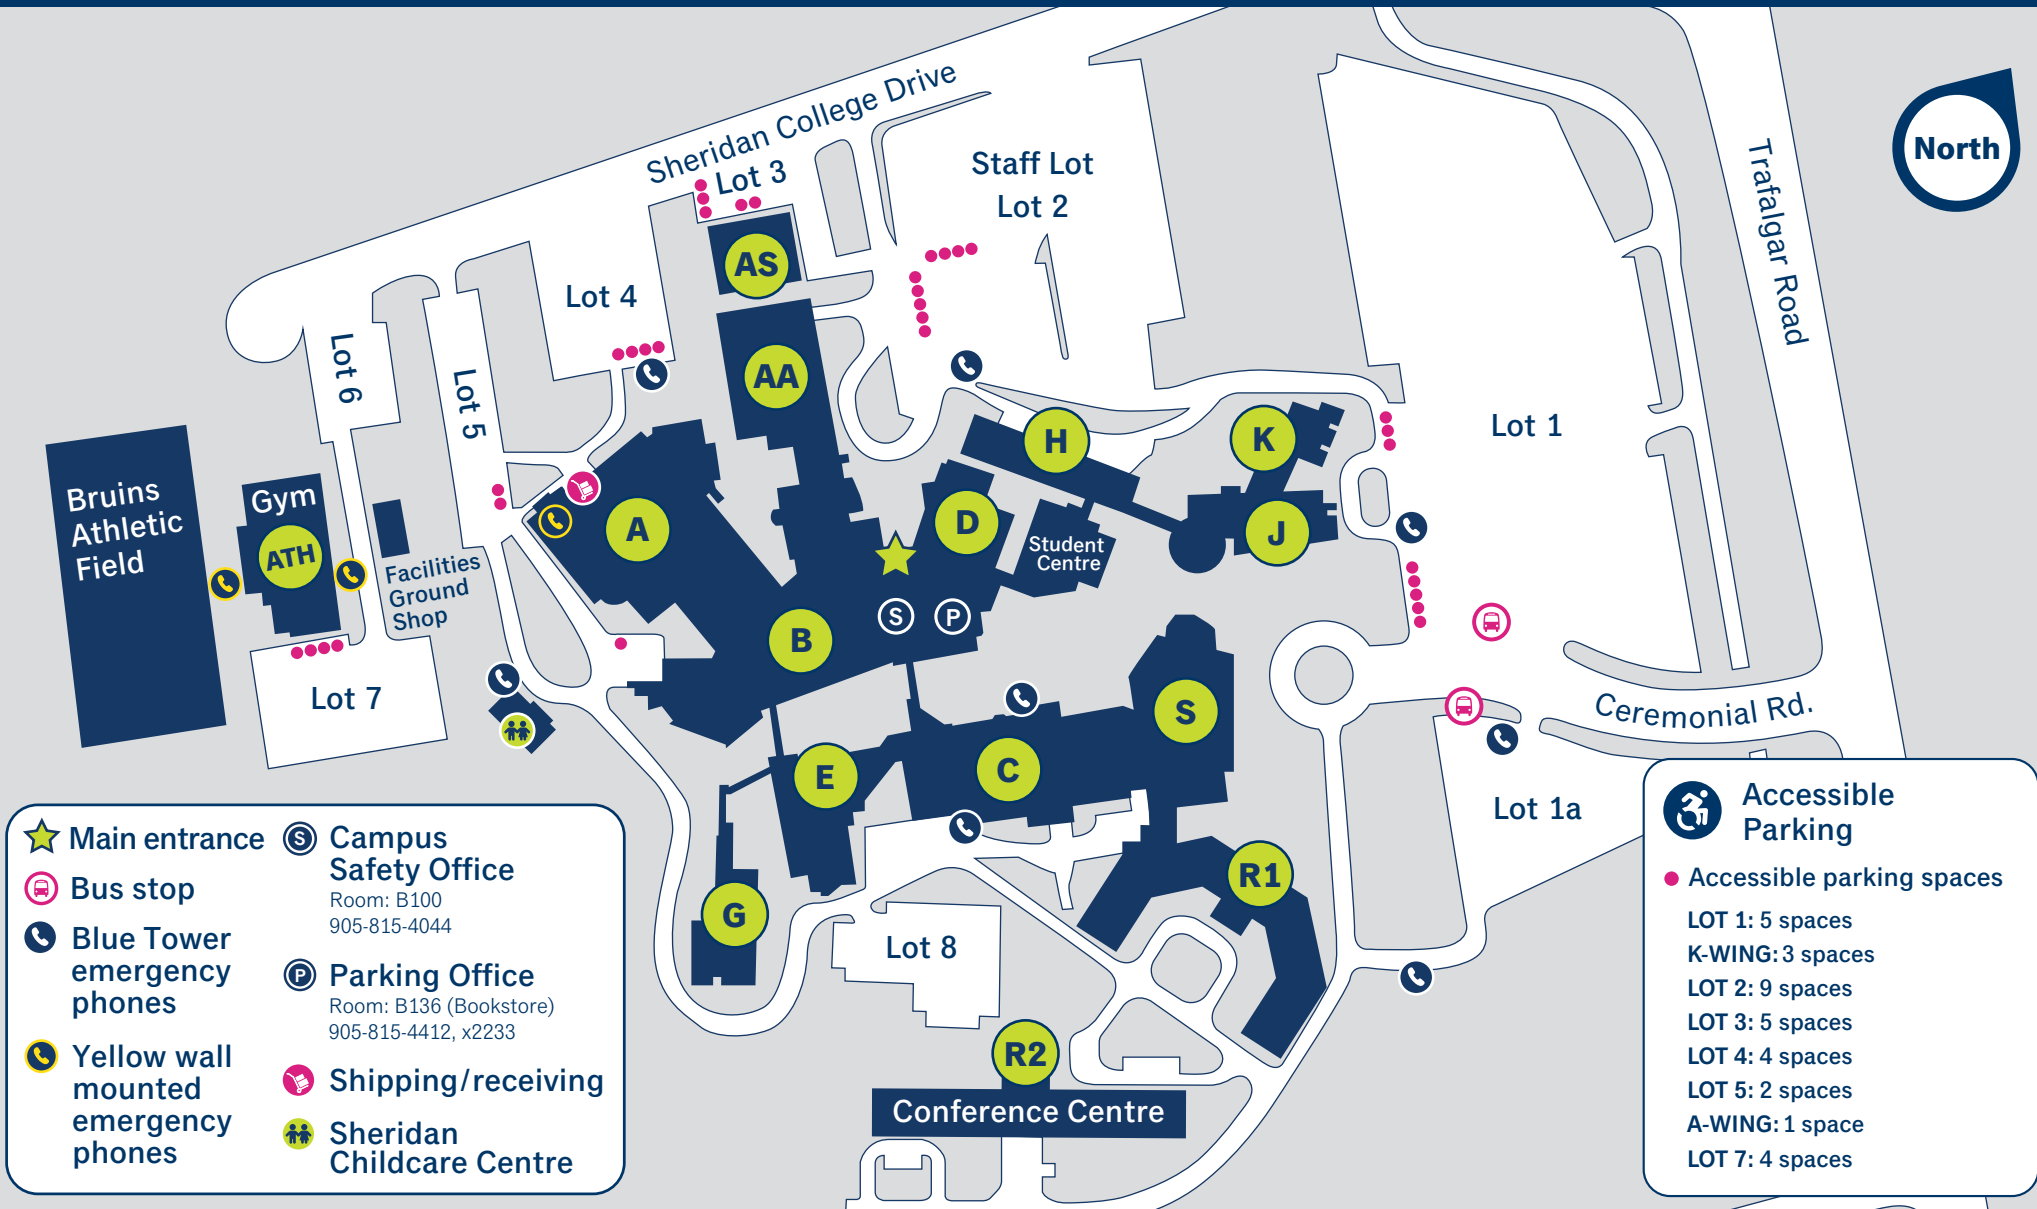 Sheridan College Drive
Lot 3
Staff Lot
Lot 2
North
Trafalgar Road
AS
Lot 4
Lot 6
Lot 5
AA
Lot 1
H
K
Bruins
Athletic
Field
Gym
ATH
A
D
J
Student
Centre
Facilities
Ground
Shop
B
S
P
Lot 7
S
Ceremonial Rd.
E
C
Lot 1a
R1
G
Lot 8
R2
Conference Centre
Main entrance
Bus stop
Blue Tower
emergency
phones
Yellow wall
mounted
emergency
phones
S
Campus
Safety Office
Room: B100
905-815-4044
P
Parking Office
Room: B136 (Bookstore)
905-815-4412, x2233
Shipping/receiving
Sheridan
Childcare Centre
Accessible
Parking
Accessible parking spaces
LOT 1: 5 spaces
K-WING: 3 spaces
LOT 2: 9 spaces
LOT 3: 5 spaces
LOT 4: 4 spaces
LOT 5: 2 spaces
A-WING: 1 space
LOT 7: 4 spaces